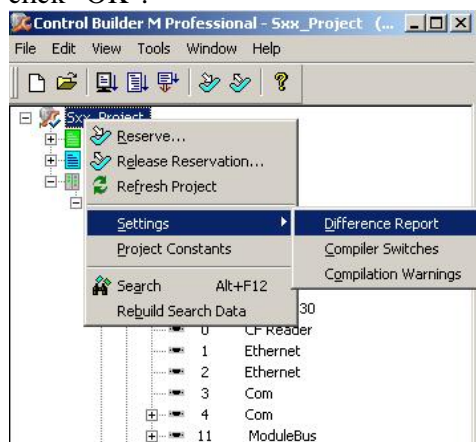 click "OK".
Control Builder M Professional - 5xx_Project (...
File Edit View Tools Window Help
5xx_Project
Reserve...
Release Reservation...
Refresh Project
Settings
Difference Report
Project Constants
Compiler Switches
Compilation Warnings
Search Alt+F12
30
Rebuild Search Data
0 CF Reader
1 Ethernet
2 Ethernet
3 Com
4 Com
11 ModuleBus